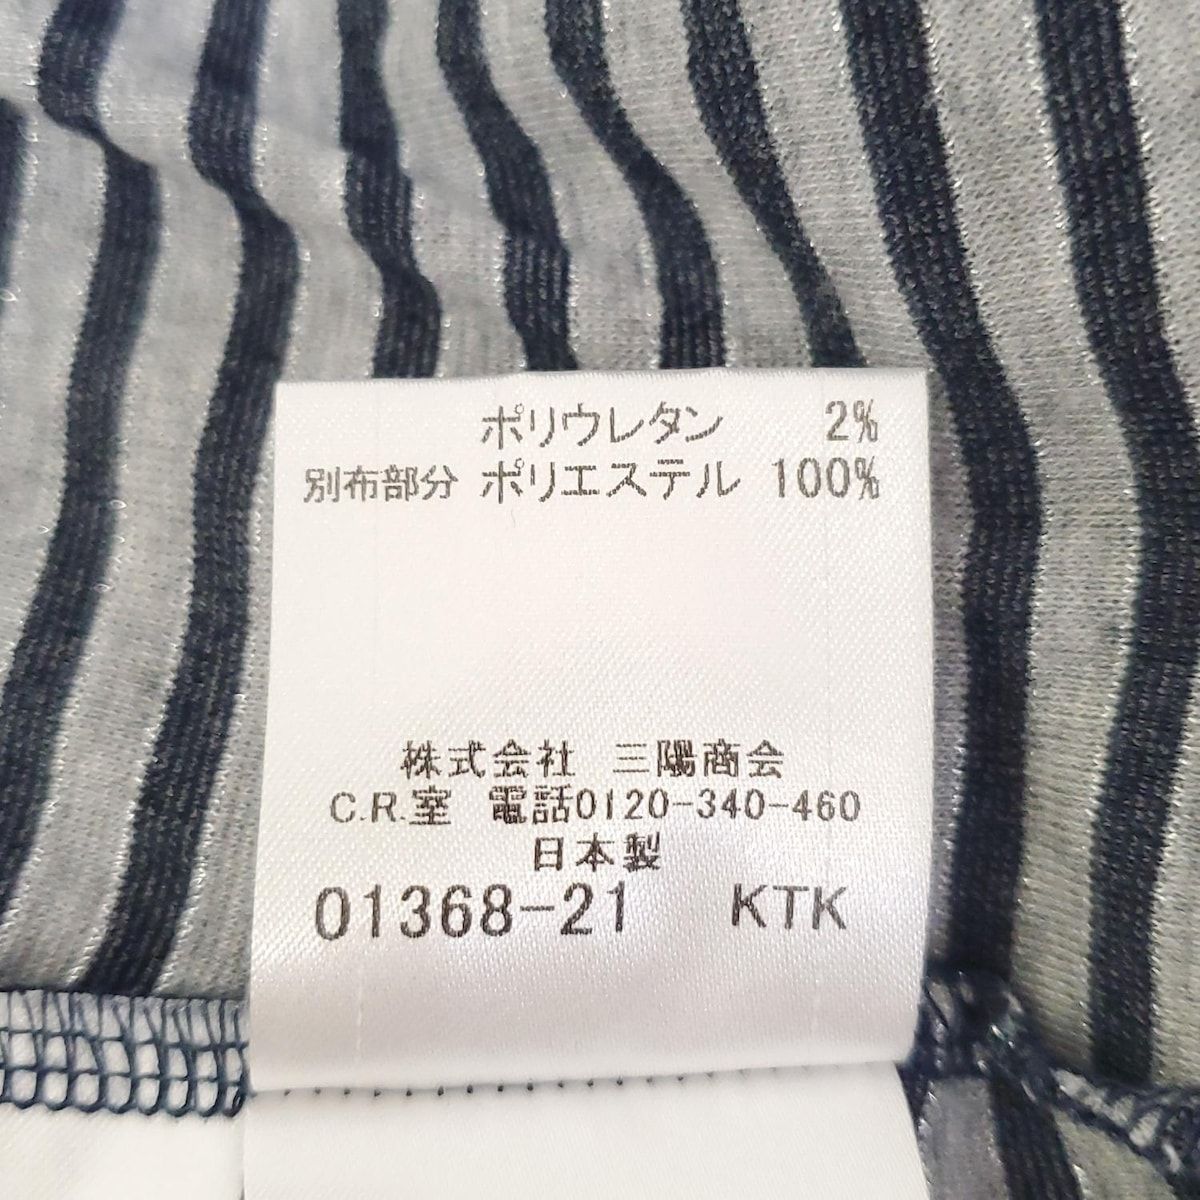 ポリウレタン 2%
別布部分 ポリエステル 100%
株式会社 三陽商会
C.R.室 電話0120-340-460
日本製
01368-21 KTK